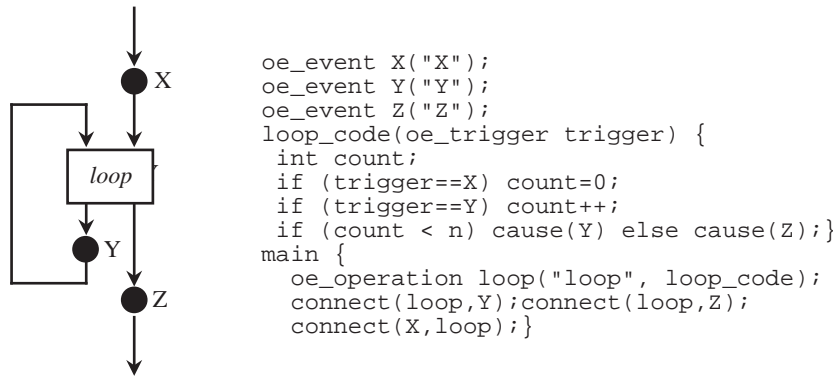 X
loop
Y
Z
oe_event X("X");
oe_event Y("Y");
oe_event Z("Z");
loop_code(oe_trigger trigger) {
 int count;
 if (trigger==X) count=0;
 if (trigger==Y) count++;
 if (count < n) cause(Y) else cause(Z);}
main {
  oe_operation loop("loop", loop_code);
  connect(loop,Y);connect(loop,Z);
  connect(X,loop);}